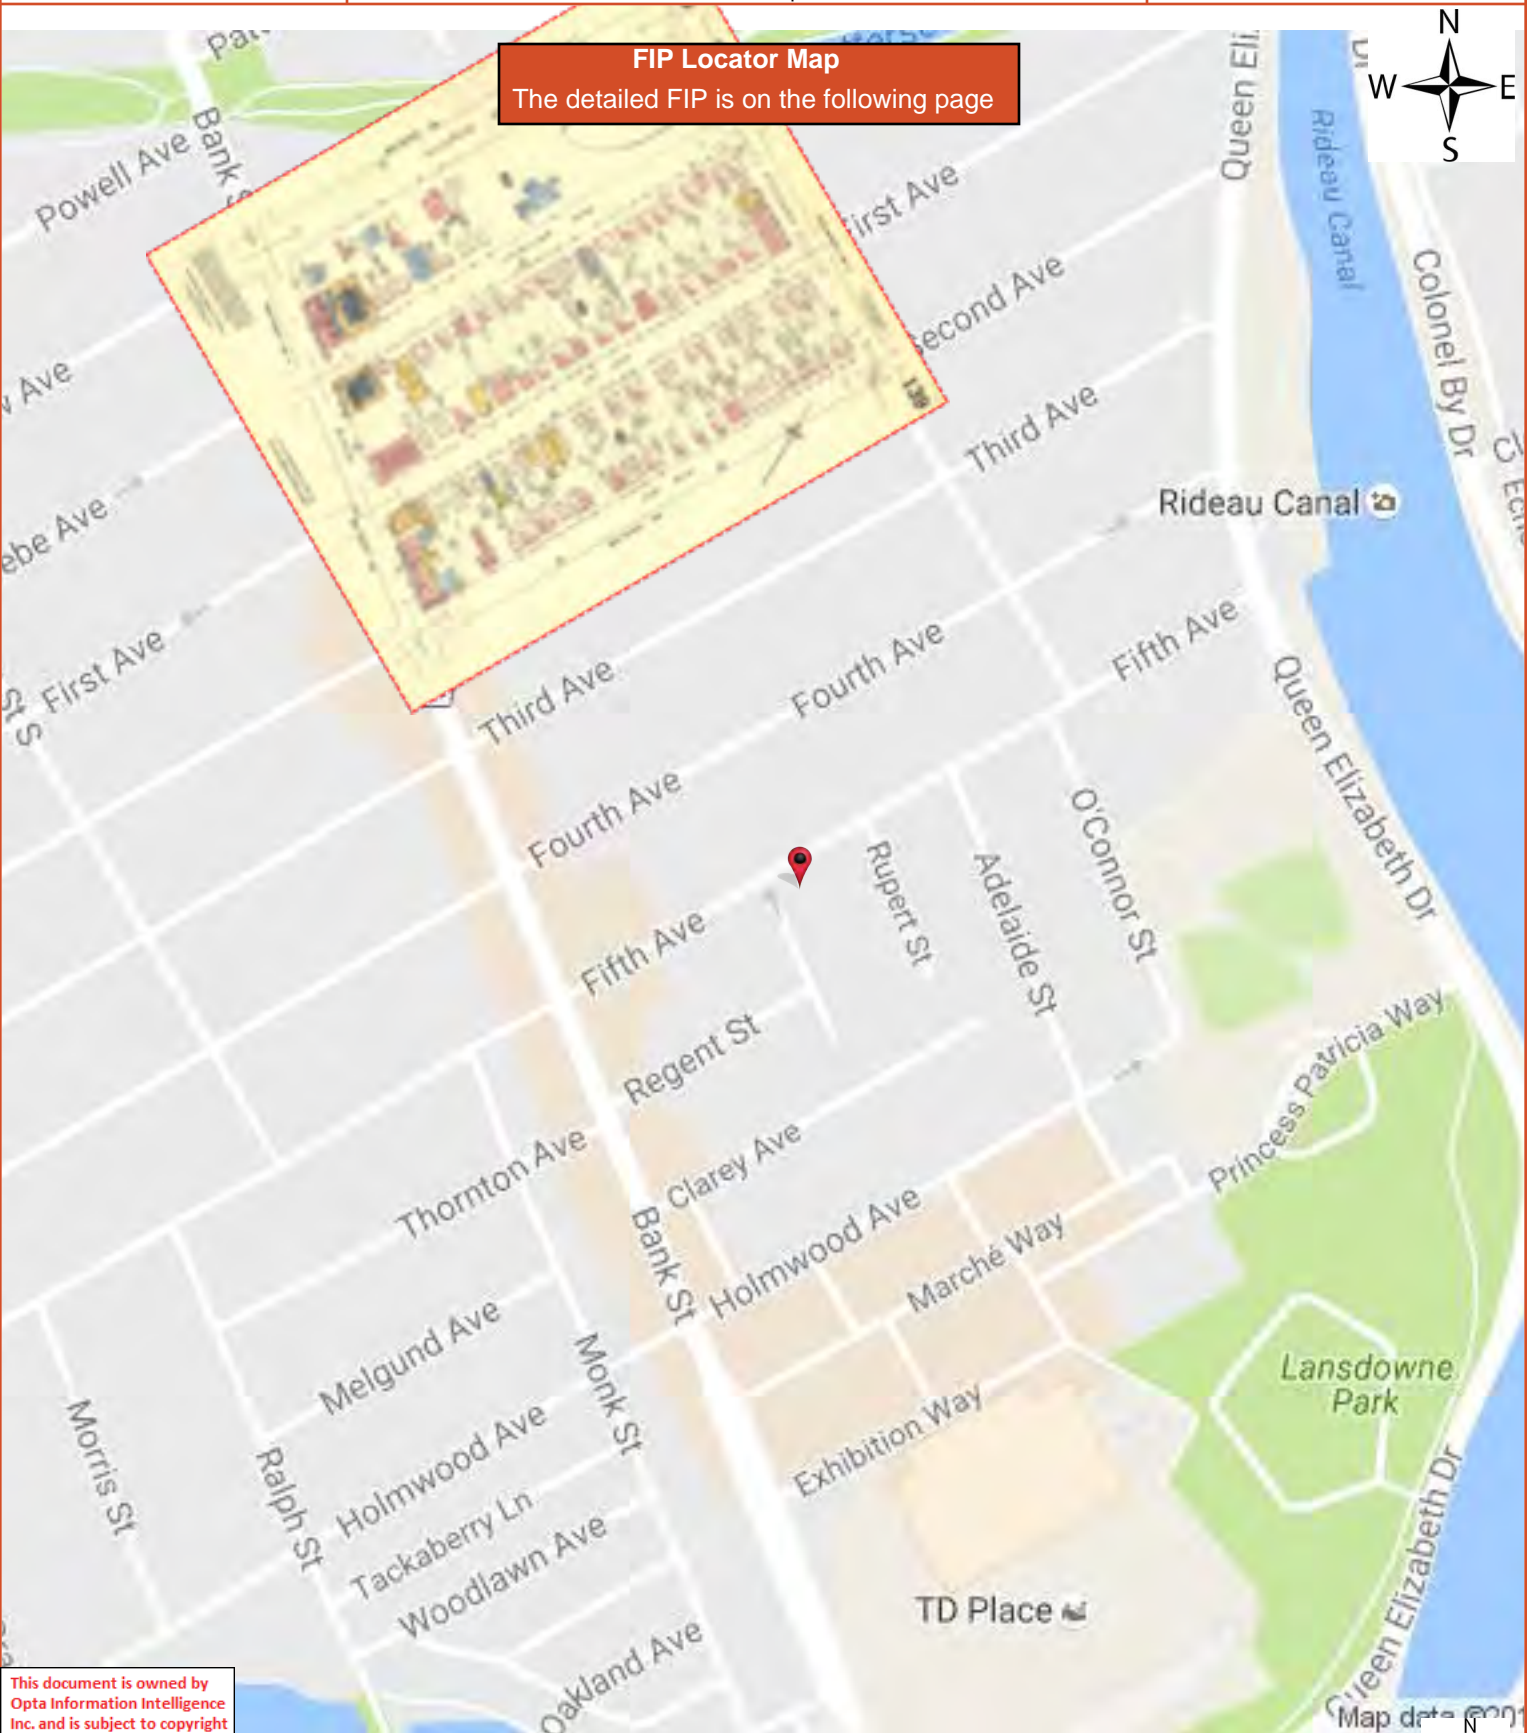 FIP Locator Map
The detailed FIP is on the following page
N
W E
S
Powell Ave
Bank
Queen
Rideau Canal
Colonel By Dr
First Ave
Second Ave
Third Ave
139
Ave
Rideau Canal
Ave
First Ave
Third Ave
Fourth Ave
Fifth Ave
Queen Elizabeth Dr
Fourth Ave
O'Connor St
Rupert St
Adelaide St
Fifth Ave
Regent St
Princess Patricia Way
Thornton Ave
Clarey Ave
Bank St
Holmwood Ave
Marché Way
Melgund Ave
Monk St
Lansdowne
Park
Morris St
Ralph St
Holmwood Ave
Exhibition Way
Tackaberry Ln
Woodlawn Ave
TD Place
Queen Elizabeth Dr
Oakland Ave
This document is owned by
Opta Information Intelligence
Inc. and is subject to copyright
Map data
N